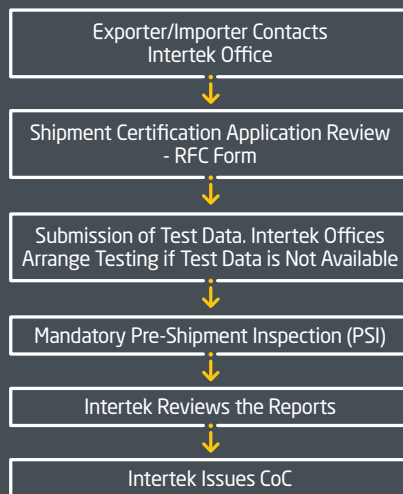 Exporter/Importer Contacts
Intertek Office
Shipment Certification Application Review
- RFC Form
Submission of Test Data. Intertek Offices
Arrange Testing if Test Data is Not Available
Mandatory Pre-Shipment Inspection (PSI)
Intertek Reviews the Reports
Intertek Issues CoC